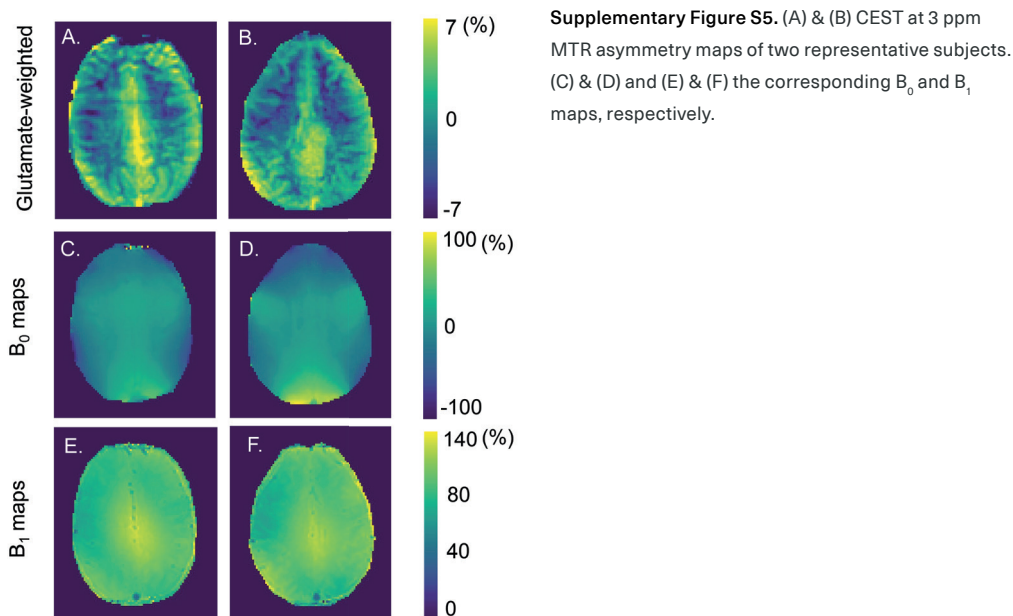 A.
B.
7 (%)
0
-7
Glutamate-weighted
C.
D.
100 (%)
0
-100
B₀ maps
E.
F.
140 (%)
80
40
0
B₁ maps
Supplementary Figure S5. (A) & (B) CEST at 3 ppm
MTR asymmetry maps of two representative subjects.
(C) & (D) and (E) & (F) the corresponding B₀ and B₁
maps, respectively.